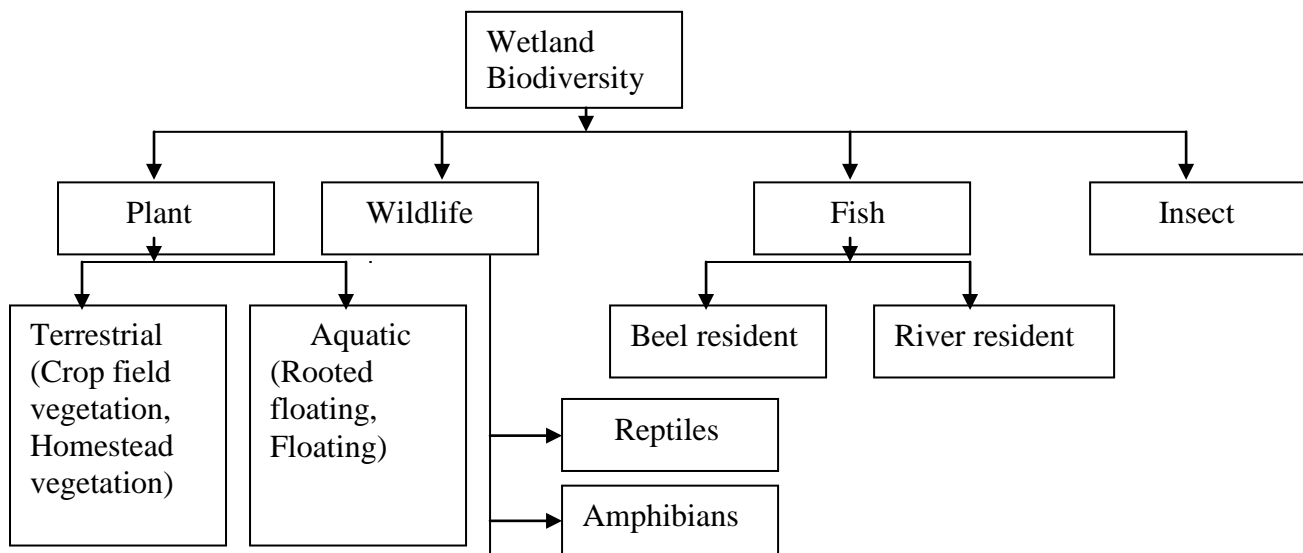 Wetland
Biodiversity
Plant
Wildlife
Fish
Insect
Terrestrial
(Crop field
vegetation,
Homestead
vegetation)
Aquatic
(Rooted
floating,
Floating)
Beel resident
River resident
Reptiles
Amphibians